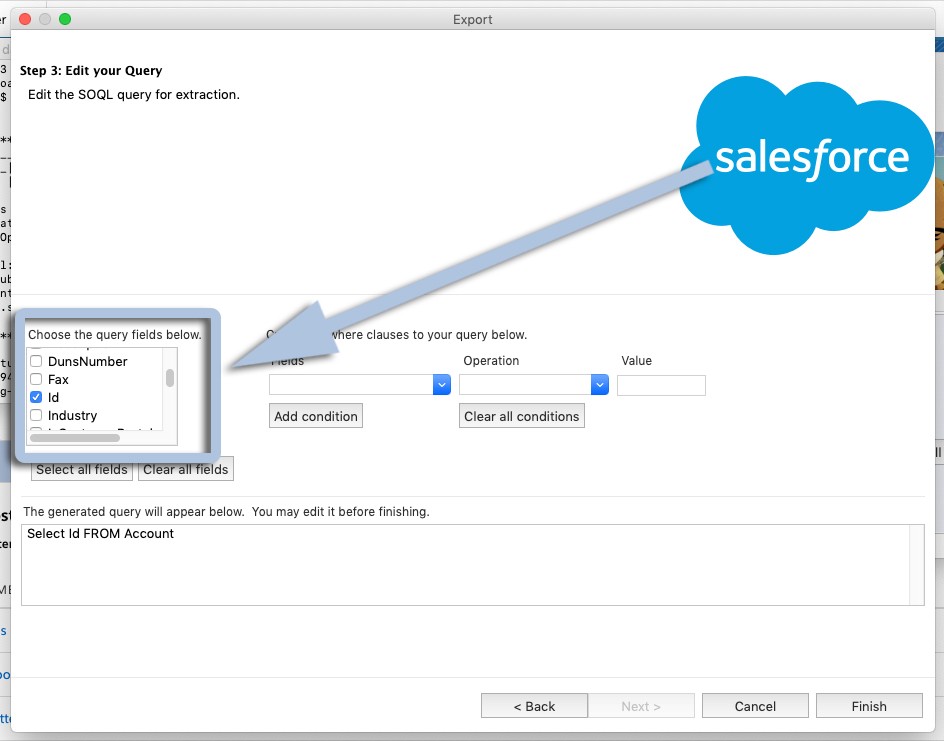 Export
Step 3: Edit your Query
Edit the SOQL query for extraction.
salesforce
Choose the query fields below.
where clauses to your query below.
DunsNumber
Fax
Id
Industry
Fields
Operation
Value
Add condition
Clear all conditions
Select all fields
Clear all fields
The generated query will appear below. You may edit it before finishing.
Select Id FROM Account
< Back
Next >
Cancel
Finish